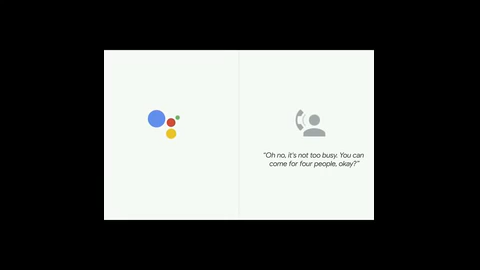 “Oh no, it's not too busy. You can
come for four people, okay?”